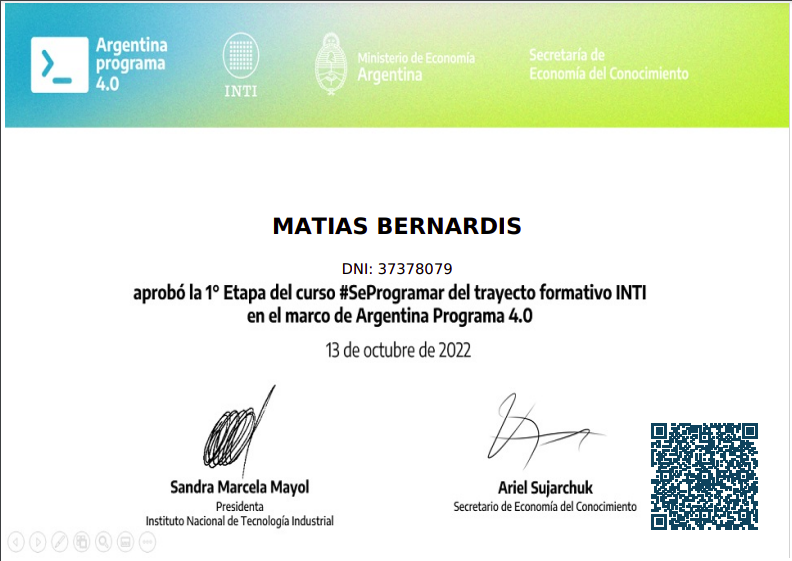 Argentina
programa
4.0
INTI
Ministerio de Economía
Argentina
Secretaría de
Economía del Conocimiento
MATIAS BERNARDIS
DNI: 37378079
aprobó la 1° Etapa del curso #SeProgramar del trayecto formativo INTI
en el marco de Argentina Programa 4.0
13 de octubre de 2022
Sandra Marcela Mayol
Presidenta
Instituto Nacional de Tecnología Industrial
Ariel Sujarchuk
Secretario de Economía del Conocimiento